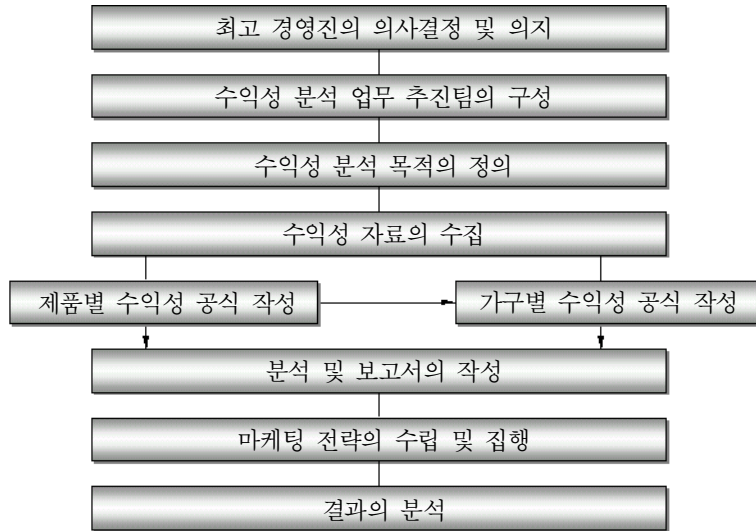 최고 경영진의 의사결정 및 의지
수익성 분석 업무 추진팀의 구성
수익성 분석 목적의 정의
수익성 자료의 수집
제품별 수익성 공식 작성
가구별 수익성 공식 작성
분석 및 보고서의 작성
마케팅 전략의 수립 및 집행
결과의 분석